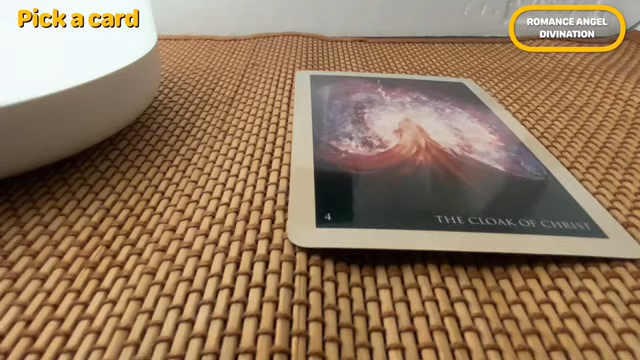 Pick a card
ROMANCE ANGEL
DIVINATION
4
THE CLOAK OF CHRIST